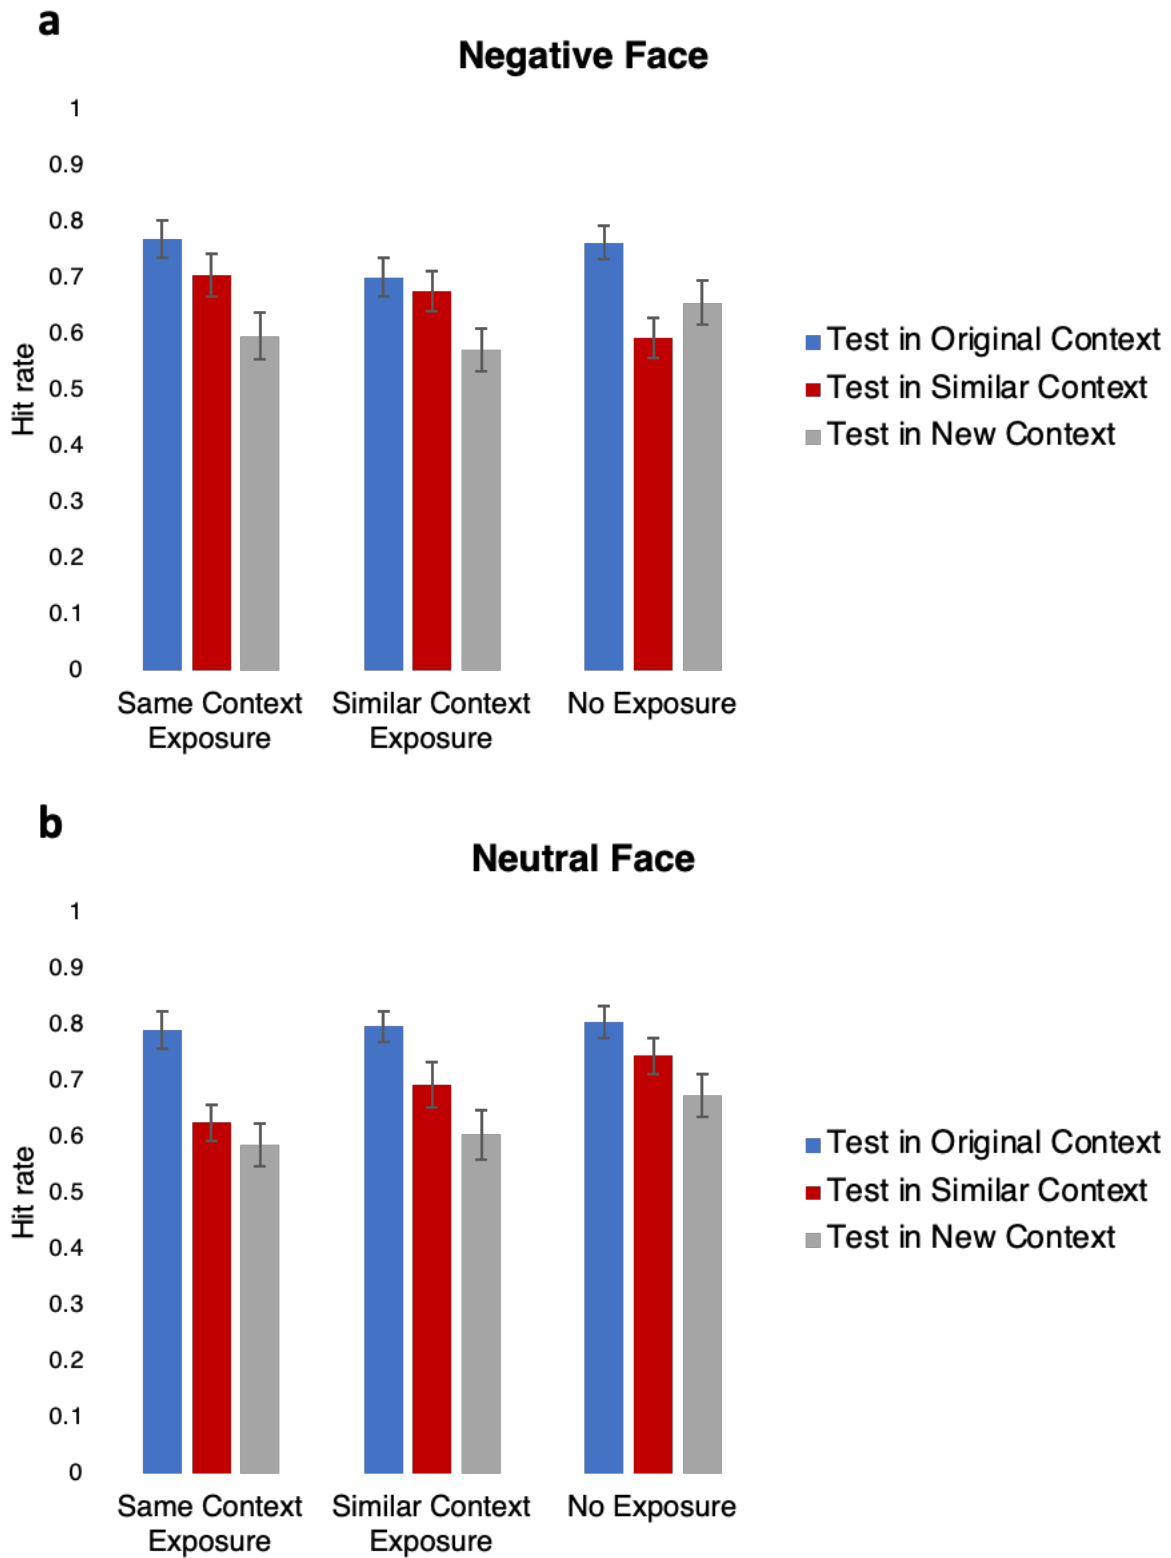 a
Negative Face
1
0.9
0.8
0.7
0.6
0.5
0.4
0.3
0.2
0.1
0
Hit rate
Same Context
Exposure
Similar Context
Exposure
No Exposure
Test in Original Context
Test in Similar Context
Test in New Context
b
Neutral Face
1
0.9
0.8
0.7
0.6
0.5
0.4
0.3
0.2
0.1
0
Hit rate
Same Context
Exposure
Similar Context
Exposure
No Exposure
Test in Original Context
Test in Similar Context
Test in New Context